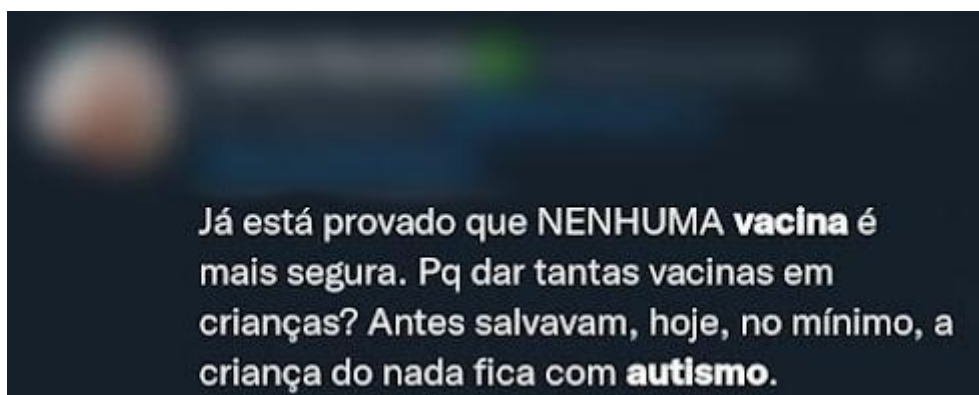 Já está provado que NENHUMA vacina é
mais segura. Pq dar tantas vacinas em
crianças? Antes salvavam, hoje, no mínimo, a
criança do nada fica com autismo.